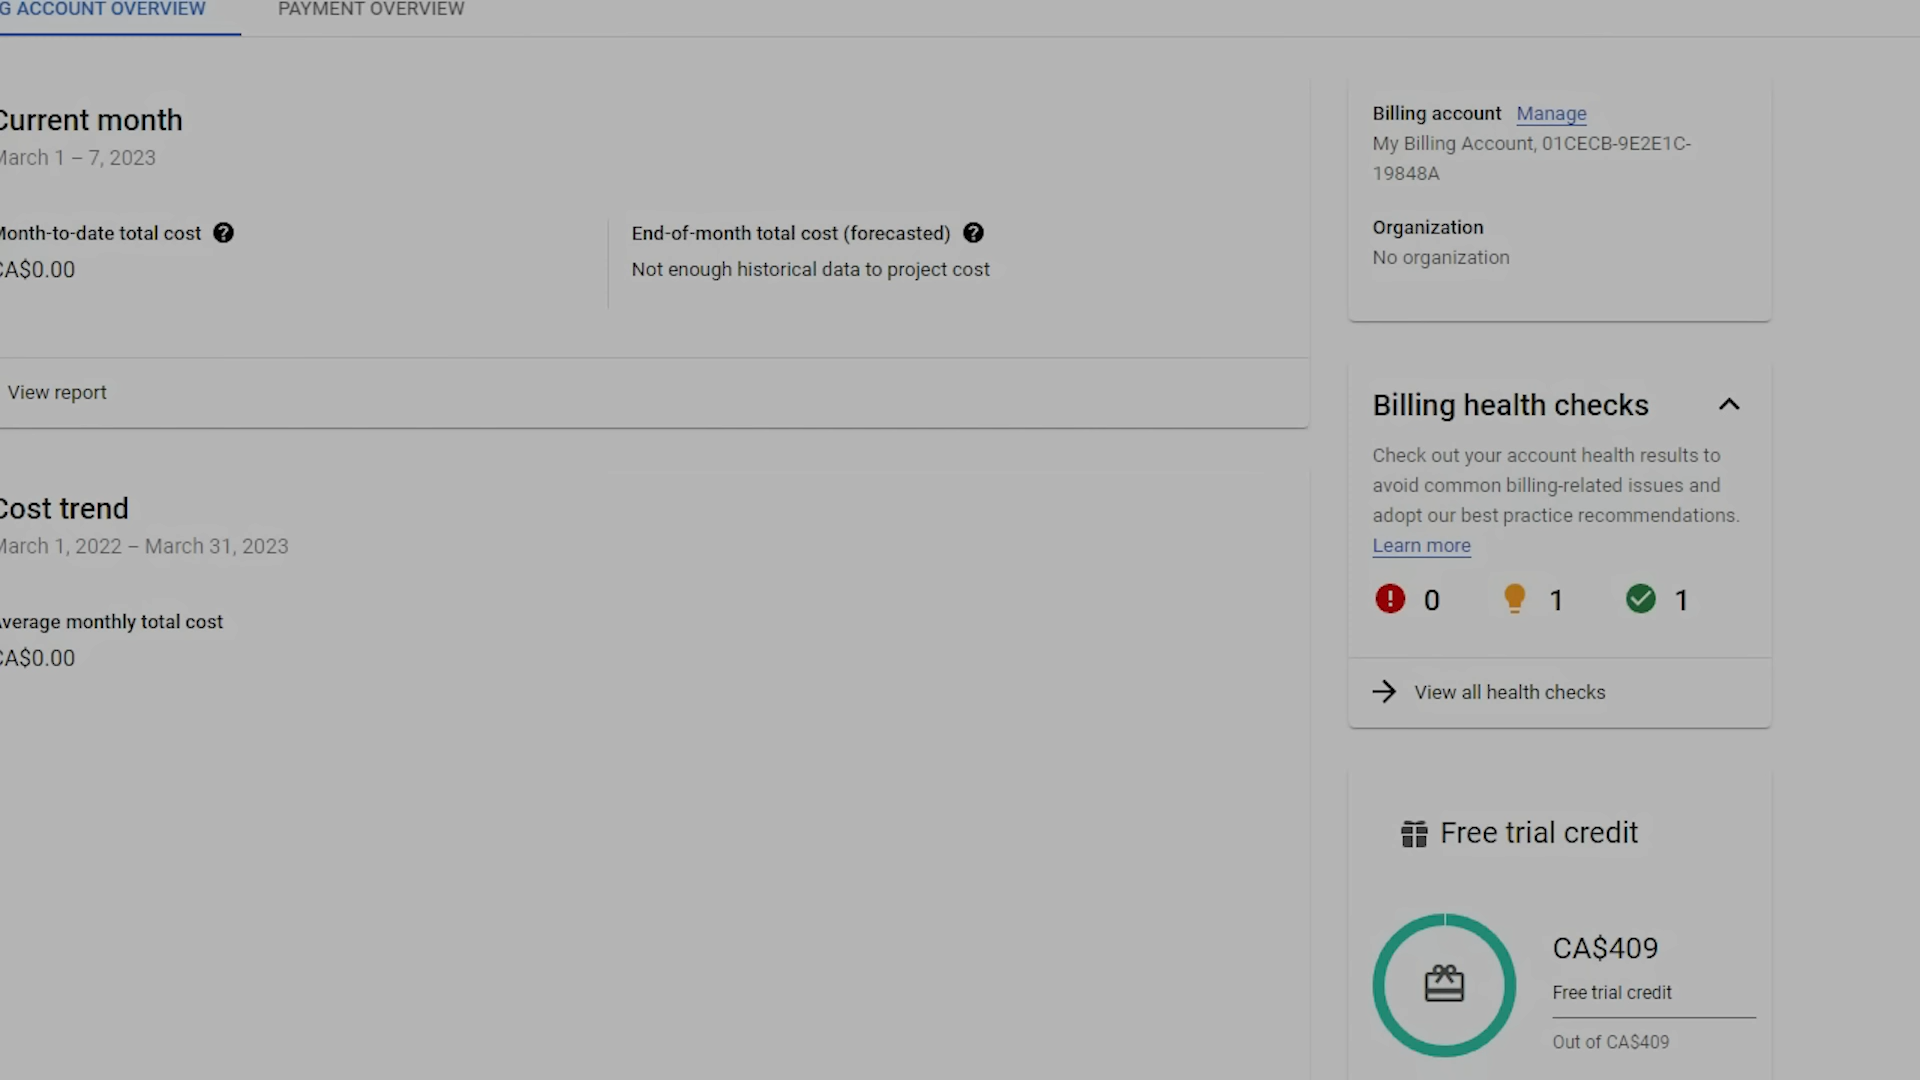 G ACCOUNT OVERVIEW
PAYMENT OVERVIEW
Current month
March 1 – 7, 2023
Month-to-date total cost
CA$0.00
End-of-month total cost (forecasted)
Not enough historical data to project cost
View report
Cost trend
March 1, 2022 – March 31, 2023
Average monthly total cost
CA$0.00
Billing account Manage
My Billing Account, 01CECB-9E2E1C-
19848A
Organization
No organization
Billing health checks
Check out your account health results to
avoid common billing-related issues and
adopt our best practice recommendations.
Learn more
0 1 1
View all health checks
Free trial credit
CA$409
Free trial credit
Out of CA$409